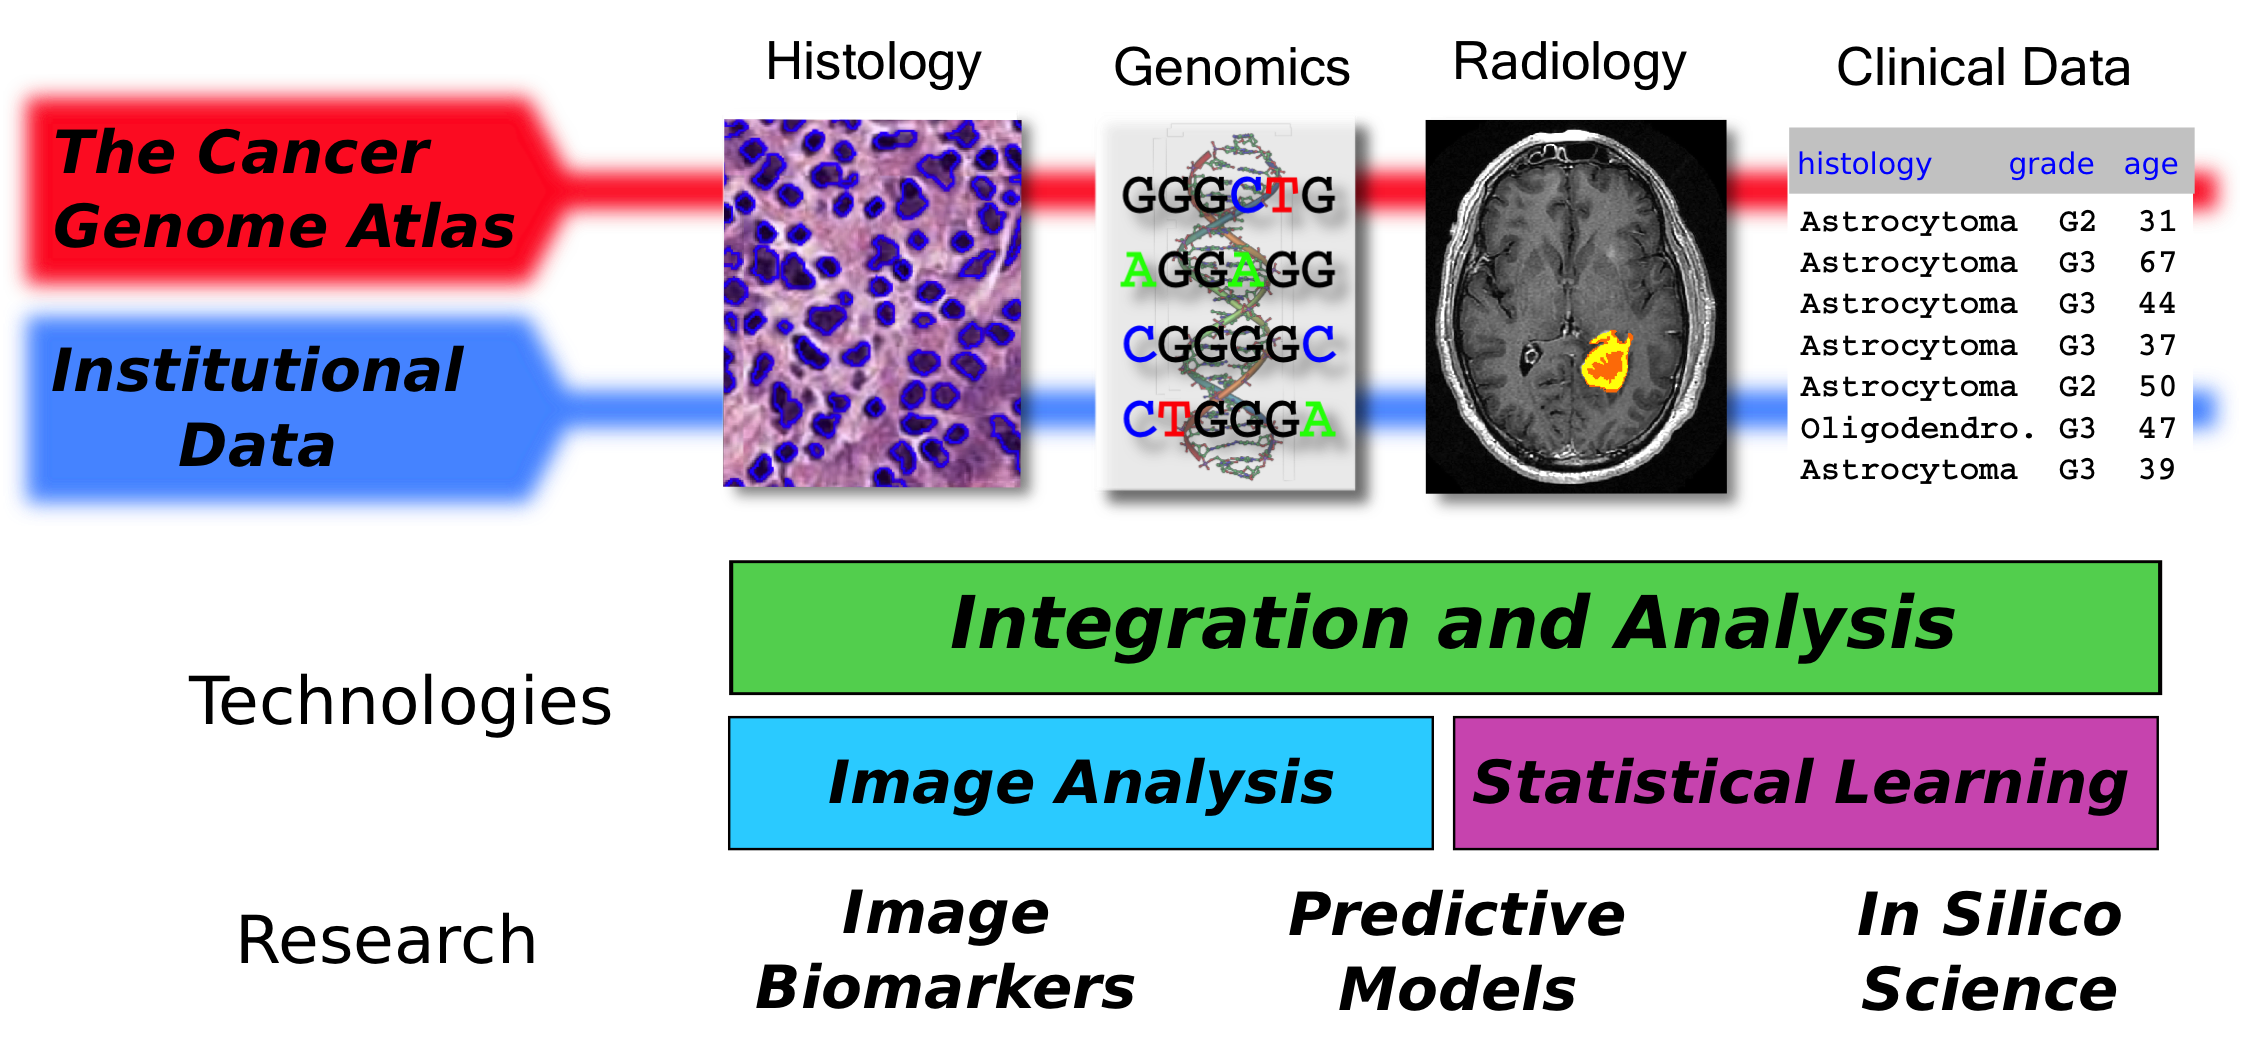 Histology Genomics Radiology Clinical Data
The Cancer
Genome Atlas
Institutional
Data
GGGCTG
AGGAGG
CGGGGC
CTGGGA
histology grade age
Astrocytoma G2 31
Astrocytoma G3 67
Astrocytoma G3 44
Astrocytoma G3 37
Astrocytoma G2 50
Oligodendro. G3 47
Astrocytoma G3 39
Technologies
Integration and Analysis
Image Analysis
Statistical Learning
Research
Image
Biomarkers
Predictive
Models
In Silico
Science